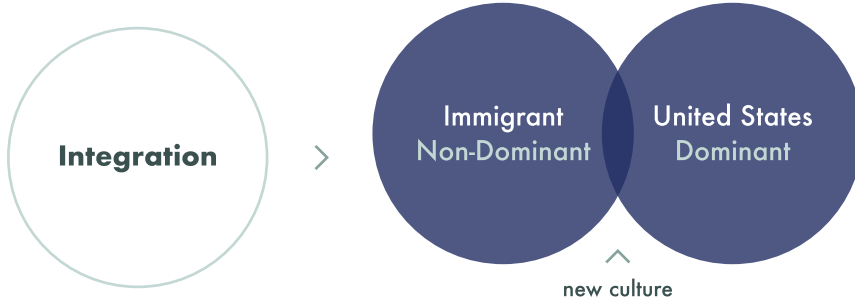 Integration
Immigrant
Non-Dominant
United States
Dominant
new culture